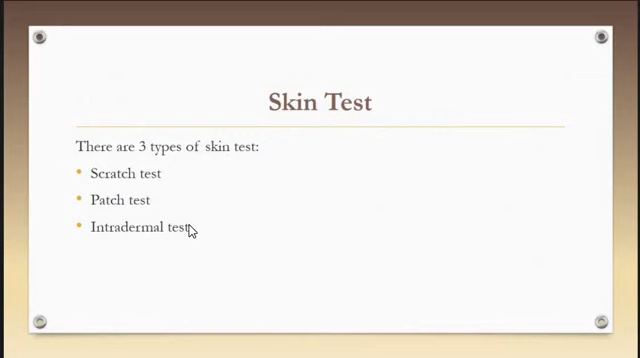 Skin Test
There are 3 types of skin test:
• Scratch test
• Patch test
• Intradermal test